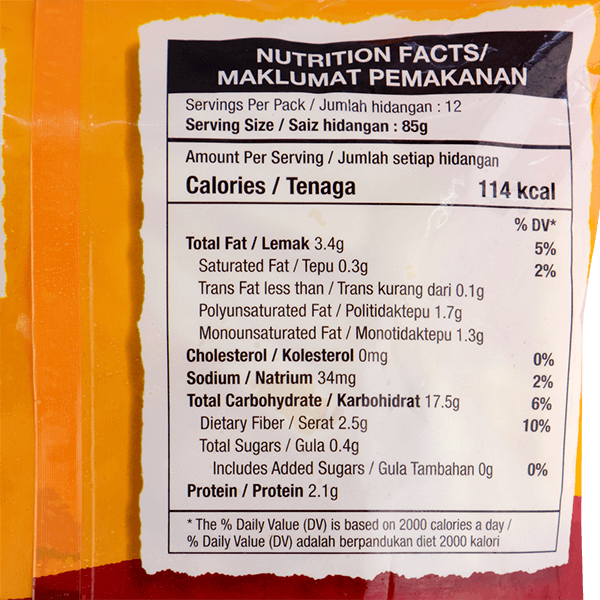 NUTRITION FACTS/
MAKLUMAT PEMAKANAN
Servings Per Pack / Jumlah hidangan : 12
Serving Size / Saiz hidangan : 85g
Amount Per Serving / Jumlah setiap hidangan
Calories / Tenaga 114 kcal
% DV*
Total Fat / Lemak 3.4g 5%
Saturated Fat / Tepu 0.3g 2%
Trans Fat less than / Trans kurang dari 0.1g
Polyunsaturated Fat / Politidaktepu 1.7g
Monounsaturated Fat / Monotidaktepu 1.3g
Cholesterol / Kolesterol 0mg 0%
Sodium / Natrium 34mg 2%
Total Carbohydrate / Karbohidrat 17.5g 6%
Dietary Fiber / Serat 2.5g 10%
Total Sugars / Gula 0.4g
Includes Added Sugars / Gula Tambahan 0g 0%
Protein / Protein 2.1g
* The % Daily Value (DV) is based on 2000 calories a day /
% Daily Value (DV) adalah berpandukan diet 2000 kalori